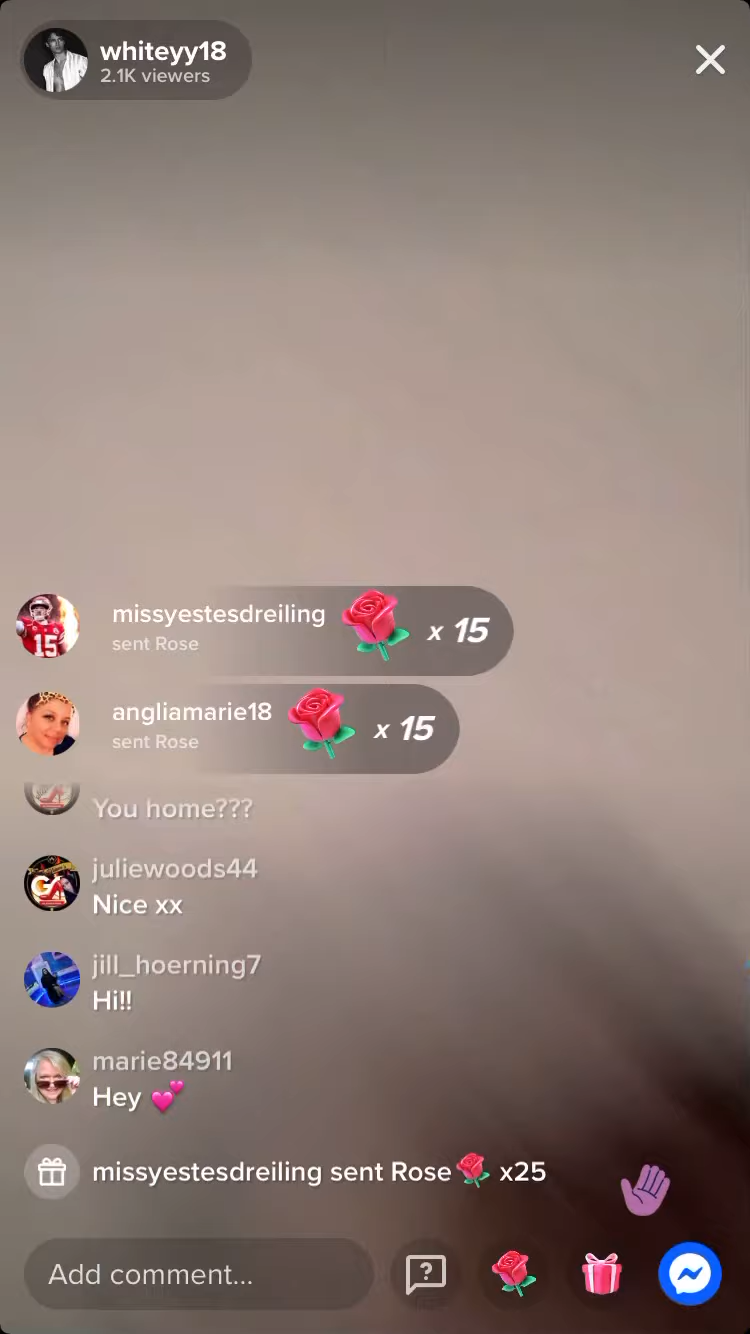 whiteyy18
2.1K viewers
missyestesdreiling
sent Rose
x 15
15
angliamarie18
sent Rose
x 15
You home???
juliewoods44
Nice xx
jill_hoerning7
Hi!!
marie84911
Hey 💕
missyestesdreiling sent Rose🌹 x25
Add comment...
?